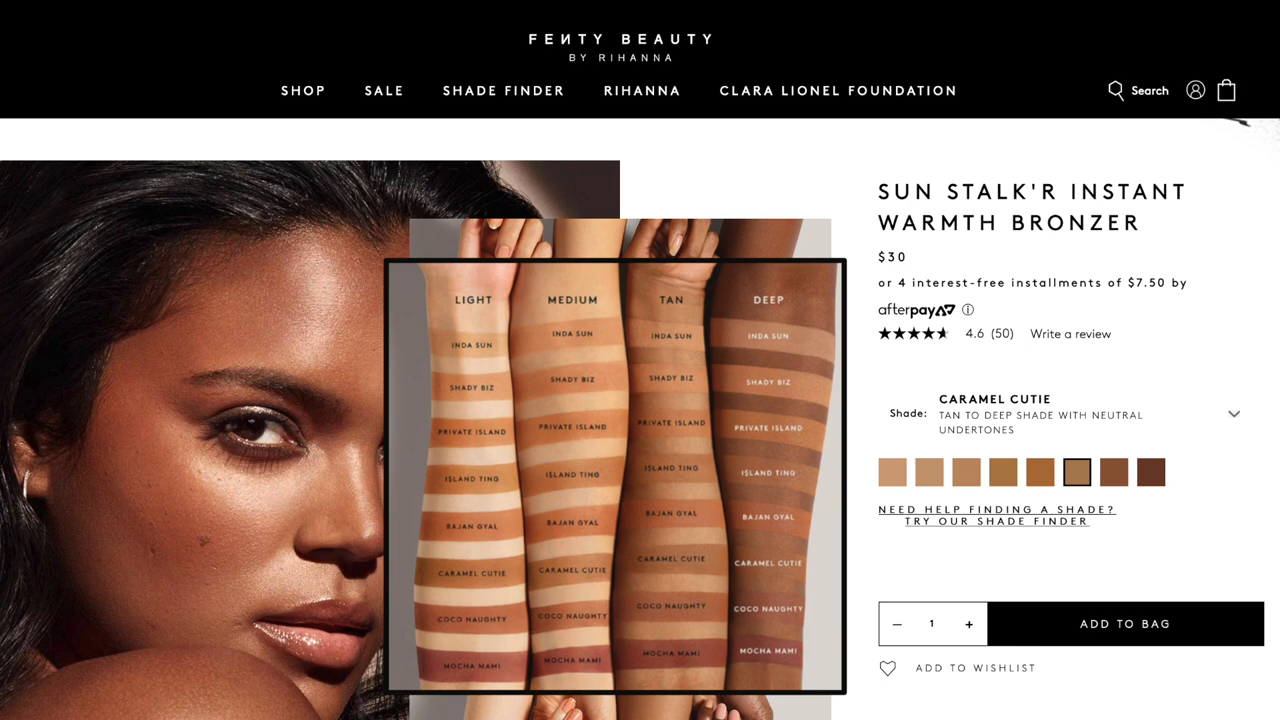 FENTY BEAUTY
BY RIHANNA
SHOP SALE SHADE FINDER RIHANNA CLARA LIONEL FOUNDATION Search
SUN STALK'R INSTANT
WARMTH BRONZER
$30
or 4 interest-free installments of $7.50 by
afterpay
4.6 (50) Write a review
Shade:
CARAMEL CUTIE
TAN TO DEEP SHADE WITH NEUTRAL
UNDERTONES
NEED HELP FINDING A SHADE?
TRY OUR SHADE FINDER
− 1 + ADD TO BAG
ADD TO WISHLIST
LIGHT MEDIUM TAN DEEP
INDA SUN INDA SUN INDA SUN INDA SUN
SHADY BIZ SHADY BIZ SHADY BIZ SHADY BIZ
PRIVATE ISLAND PRIVATE ISLAND PRIVATE ISLAND PRIVATE ISLAND
ISLAND TING ISLAND TING ISLAND TING ISLAND TING
BAJAN GYAL BAJAN GYAL BAJAN GYAL BAJAN GYAL
CARAMEL CUTIE CARAMEL CUTIE CARAMEL CUTIE CARAMEL CUTIE
COCO NAUGHTY COCO NAUGHTY COCO NAUGHTY COCO NAUGHTY
MOCHA MAMI MOCHA MAMI MOCHA MAMI MOCHA MAMI